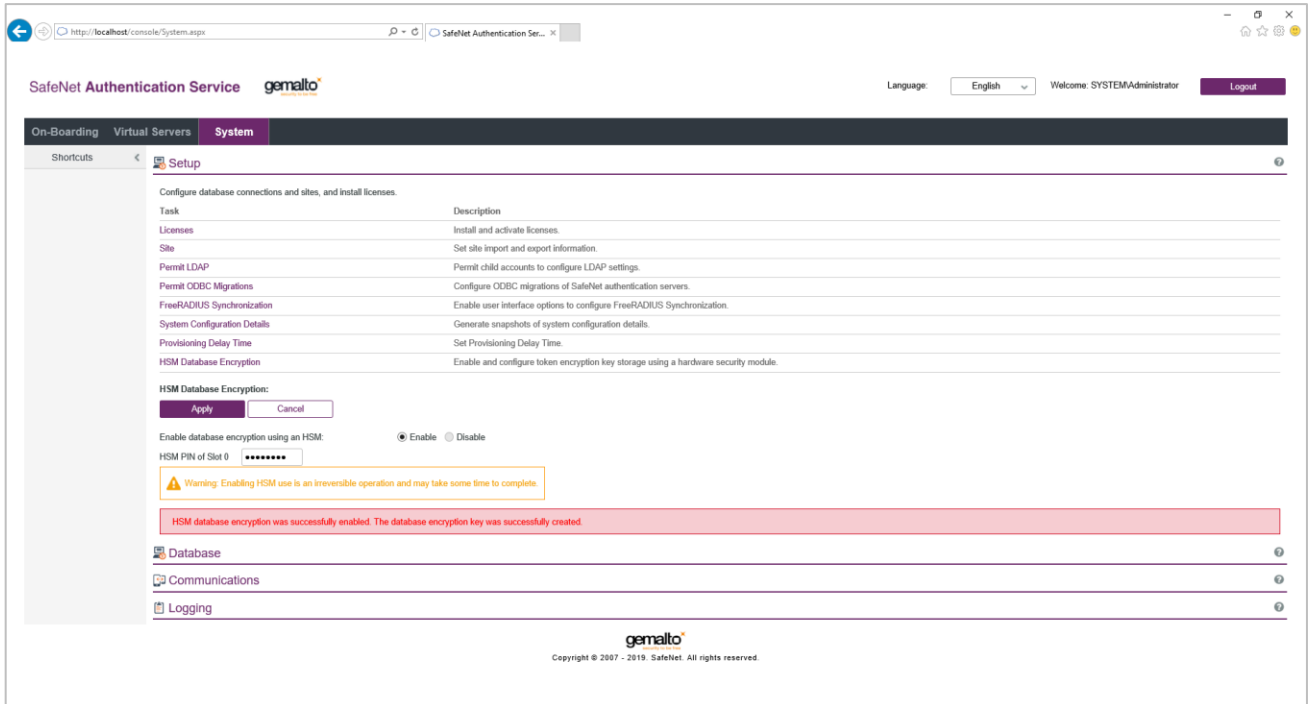 http://localhost/console/System.aspx
SafeNet Authentication Ser...
SafeNet Authentication Service
gemalto
security to be free
Language:
English
Welcome: SYSTEM\Administrator
Logout
On-Boarding
Virtual Servers
System
Shortcuts
Setup
Configure database connections and sites, and install licenses.
Task Description
Licenses Install and activate licenses.
Site Set site import and export information.
Permit LDAP Permit child accounts to configure LDAP settings.
Permit ODBC Migrations Configure ODBC migrations of SafeNet authentication servers.
FreeRADIUS Synchronization Enable user interface options to configure FreeRADIUS Synchronization.
System Configuration Details Generate snapshots of system configuration details.
Provisioning Delay Time Set Provisioning Delay Time.
HSM Database Encryption Enable and configure token encryption key storage using a hardware security module.
HSM Database Encryption:
Apply Cancel
Enable database encryption using an HSM: Enable Disable
HSM PIN of Slot 0 ••••••••
Warning: Enabling HSM use is an irreversible operation and may take some time to complete.
HSM database encryption was successfully enabled. The database encryption key was successfully created.
Database
Communications
Logging
gemalto
security to be free
Copyright © 2007 - 2019. SafeNet. All rights reserved.